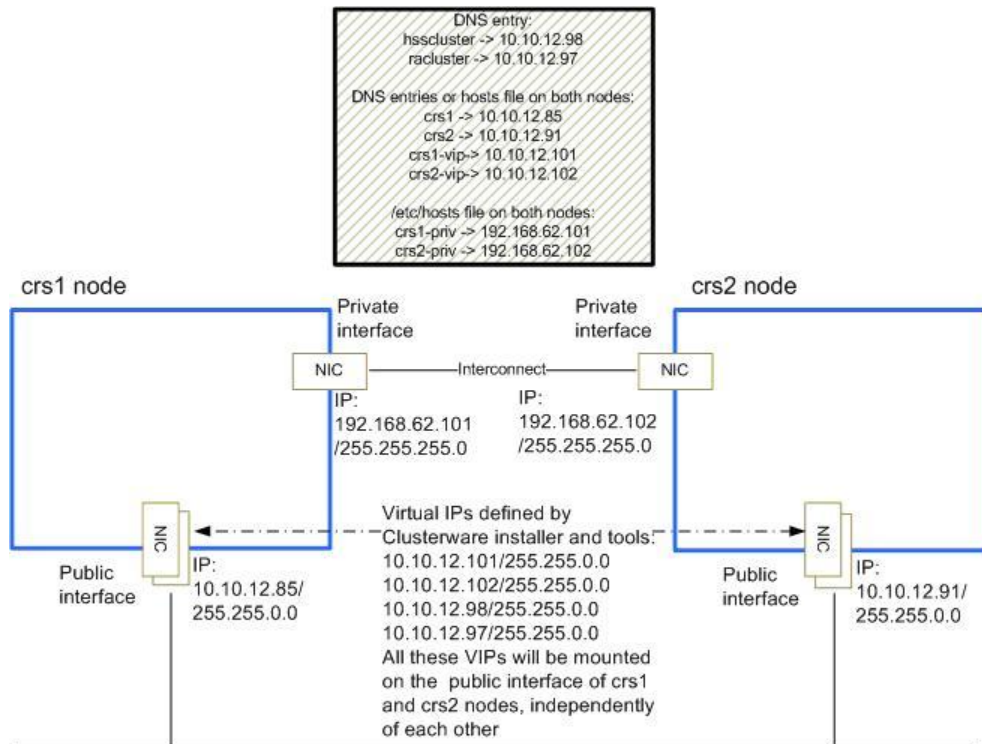 DNS entry:
hsscluster -> 10.10.12.98
racluster -> 10.10.12.97
DNS entries or hosts file on both nodes:
crs1 -> 10.10.12.85
crs2 -> 10.10.12.91
crs1-vip-> 10.10.12.101
crs2-vip-> 10.10.12.102
/etc/hosts file on both nodes:
crs1-priv -> 192.168.62.101
crs2-priv -> 192.168.62.102
crs1 node
crs2 node
Private
interface
Private
interface
NIC
Interconnect
NIC
IP:
192.168.62.101
/255.255.255.0
IP:
192.168.62.102
/255.255.255.0
NIC
Public
interface
IP:
10.10.12.85/
255.255.0.0
Virtual IPs defined by
Clusterware installer and tools:
10.10.12.101/255.255.0.0
10.10.12.102/255.255.0.0
10.10.12.98/255.255.0.0
10.10.12.97/255.255.0.0
All these VIPs will be mounted
on the public interface of crs1
and crs2 nodes, independently
of each other
NIC
Public
interface
IP:
10.10.12.91/
255.255.0.0